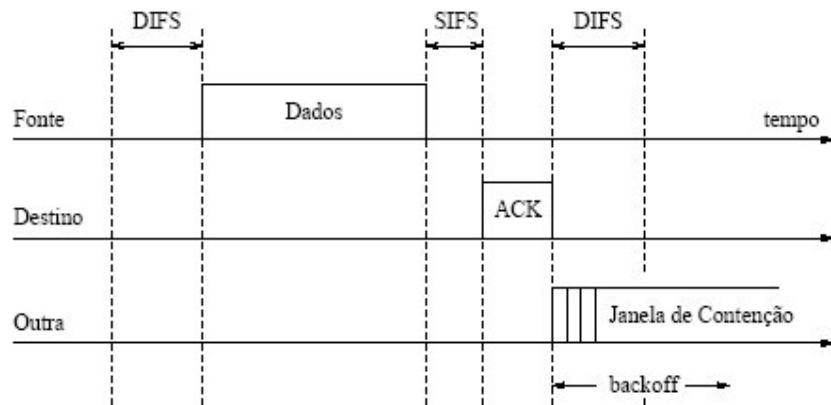 DIFS SIFS DIFS
Fonte Dados tempo
Destino ACK
Outra Janela de Contenção
backoff